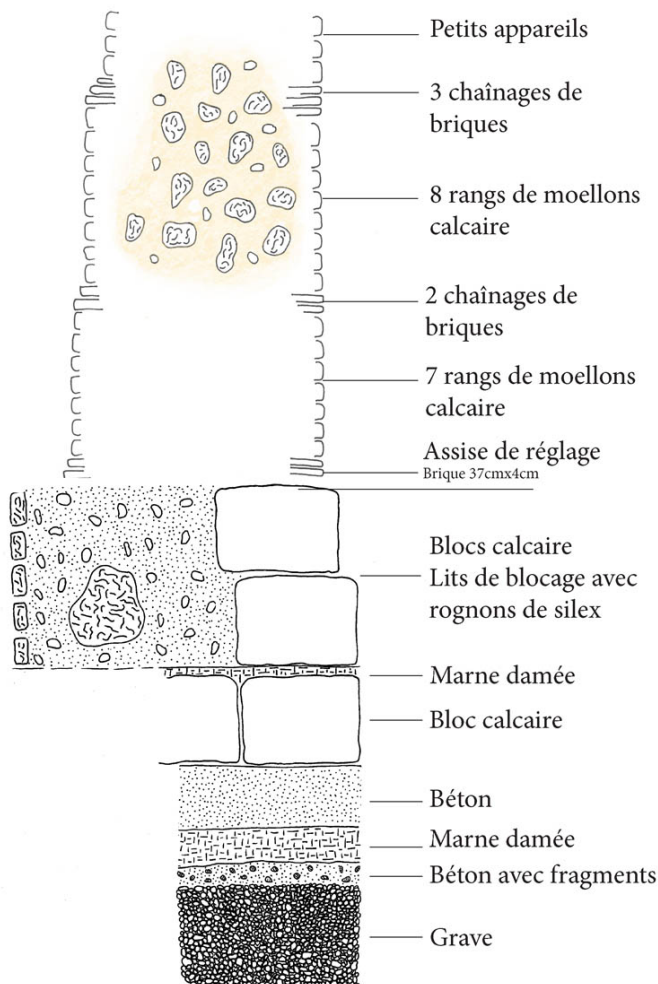 Petits appareils
3 chaînages de
briques
8 rangs de moellons
calcaire
2 chaînages de
briques
7 rangs de moellons
calcaire
Assise de réglage
Brique 37cmx4cm
Blocs calcaire
Lits de blocage avec
rognons de silex
Marne damée
Bloc calcaire
Béton
Marne damée
Béton avec fragments
Grave